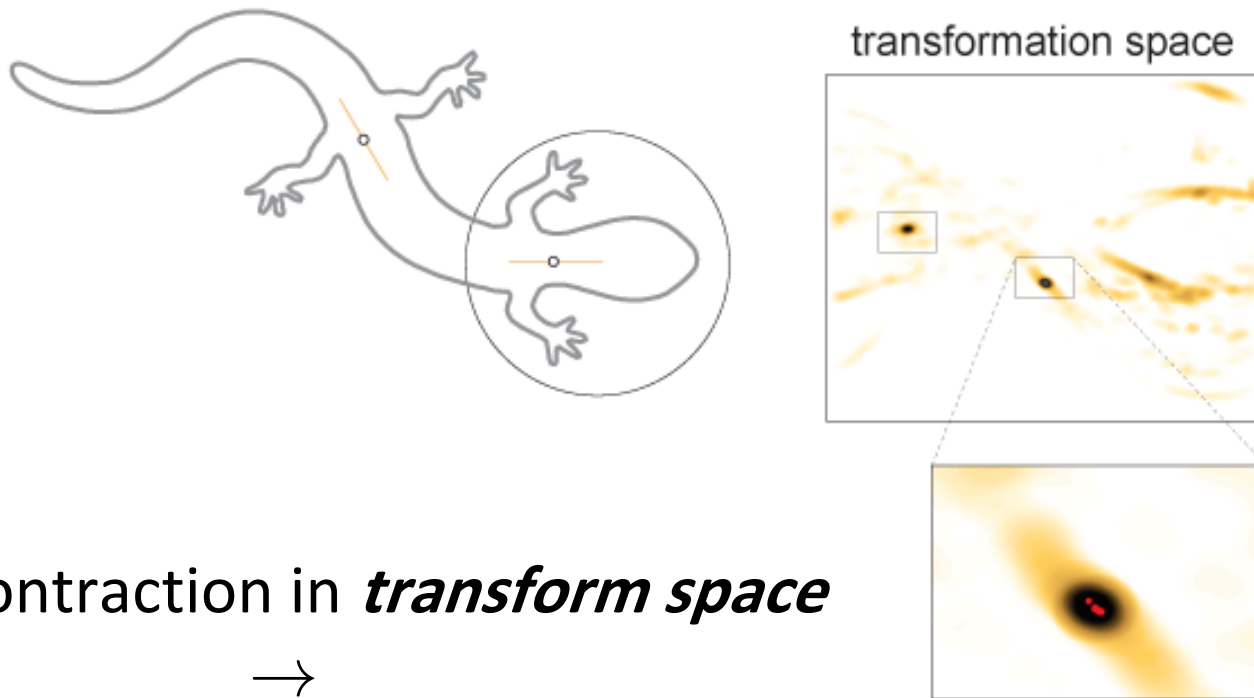 transformation space
ontraction in transform space
→